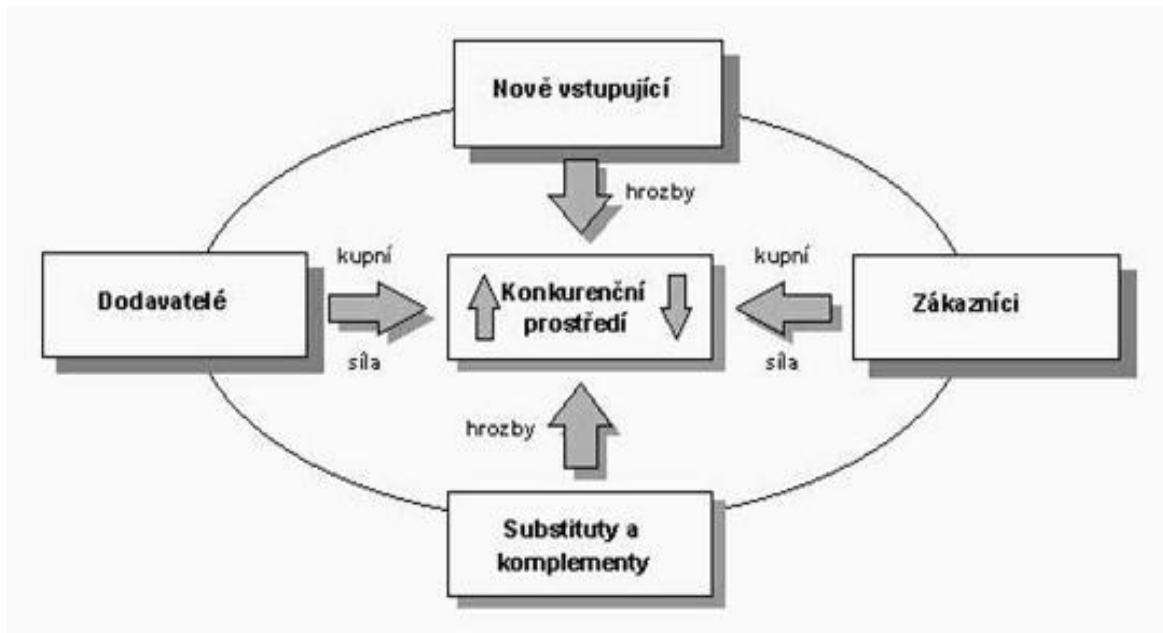 Nově vstupující
hrozby
kupní
síla
Dodavatelé
Konkurenční
prostředí
kupní
síla
Zákazníci
hrozby
Substituty a
komplementy